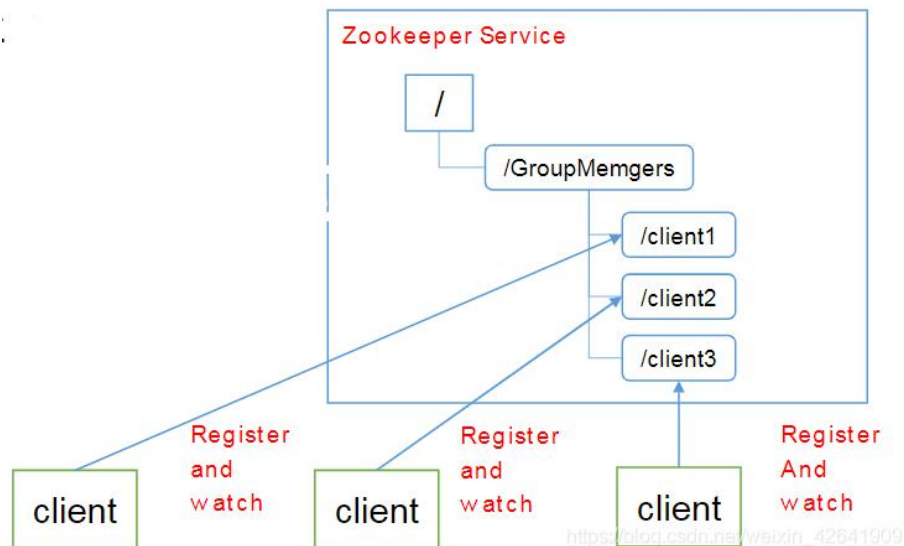 Zookeeper Service
/
/GroupMemgers
/client1
/client2
/client3
Register
and
watch
Register
and
watch
Register
And
watch
client
client
client
https://blog.csdn.net/weixin_42641909